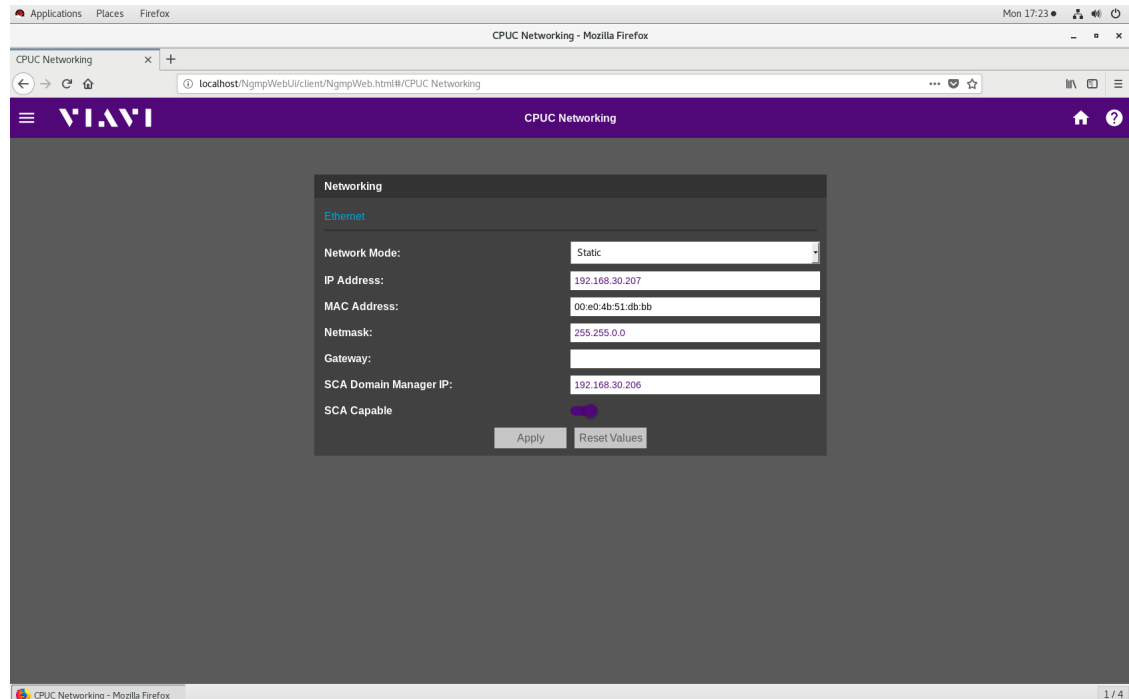 Applications Places Firefox Mon 17:23
CPUC Networking - Mozilla Firefox
CPUC Networking
localhost/NgmpWebUi/client/NgmpWeb.html#/CPUC Networking
VIAVI CPUC Networking
Networking
Ethernet
Network Mode: Static
IP Address: 192.168.30.207
MAC Address: 00:e0:4b:51:db:bb
Netmask: 255.255.0.0
Gateway:
SCA Domain Manager IP: 192.168.30.206
SCA Capable
Apply Reset Values
CPUC Networking - Mozilla Firefox 1 / 4